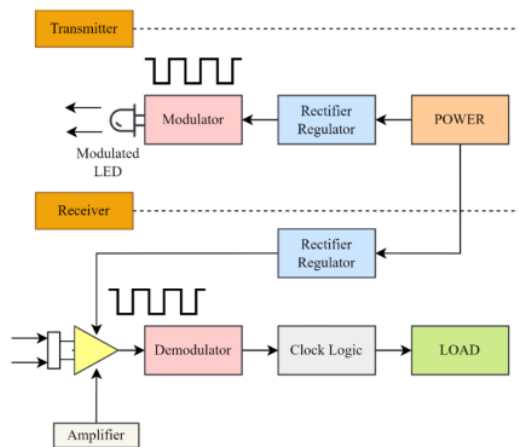 Transmitter
Modulator
Rectifier
Regulator
POWER
Modulated
LED
Receiver
Rectifier
Regulator
Demodulator
Clock Logic
LOAD
Amplifier